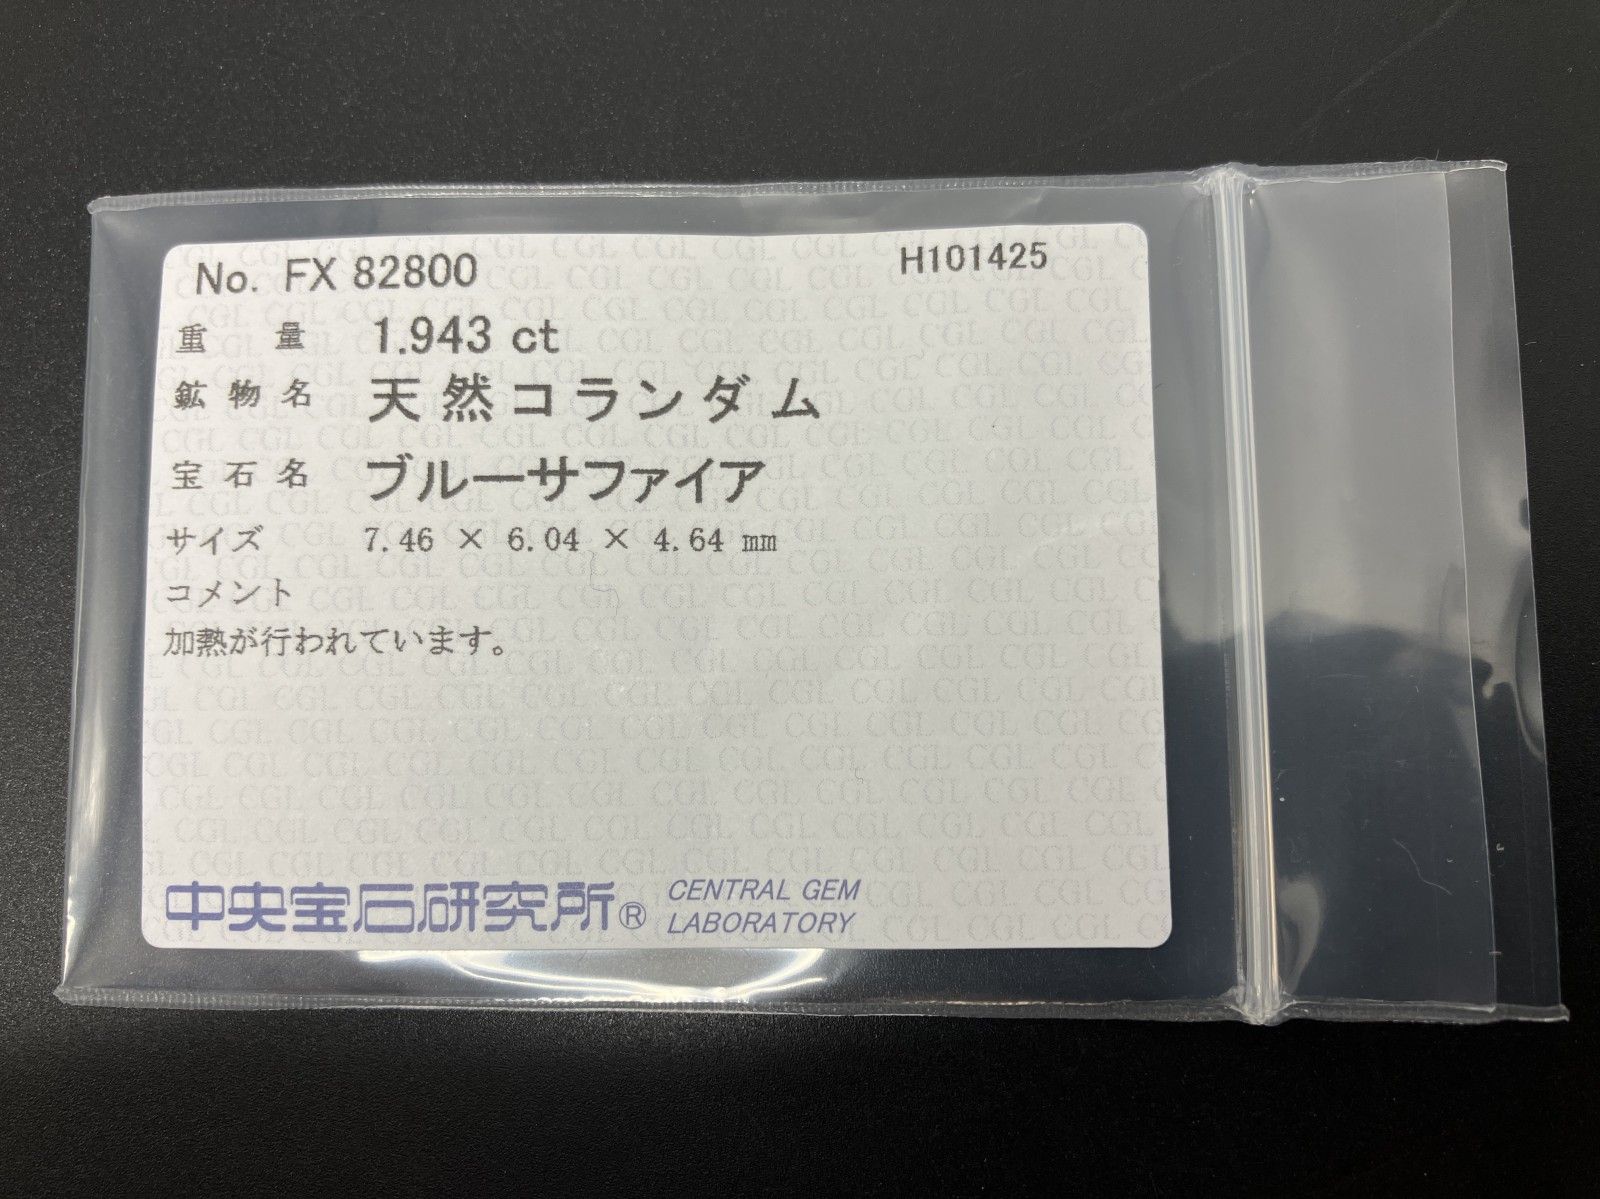 No. FX 82800 H101425
重量 1.943 ct
鉱物名 天然コランダム
宝石名 ブルーサファイア
サイズ 7.46 × 6.04 × 4.64 mm
コメント
加熱が行われています。
中央宝石研究所® CENTRAL GEM
LABORATORY